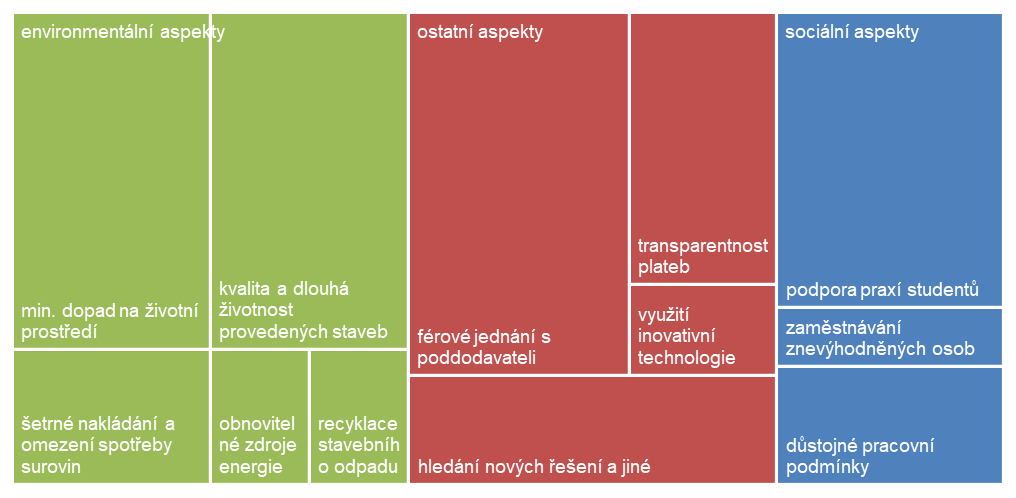 environmentální aspekty
min. dopad na životní
prostředí
kvalita a dlouhá
životnost
provedených staveb
šetrné nakládání a
omezení spotřeby
surovin
obnovitel
né zdroje
energie
recyklace
stavebníh
o odpadu
ostatní aspekty
férové jednání s
poddodavateli
transparentnost
plateb
využití
inovativní
technologie
hledání nových řešení a jiné
sociální aspekty
podpora praxí studentů
zaměstnávání
znevýhodněných osob
důstojné pracovní
podmínky